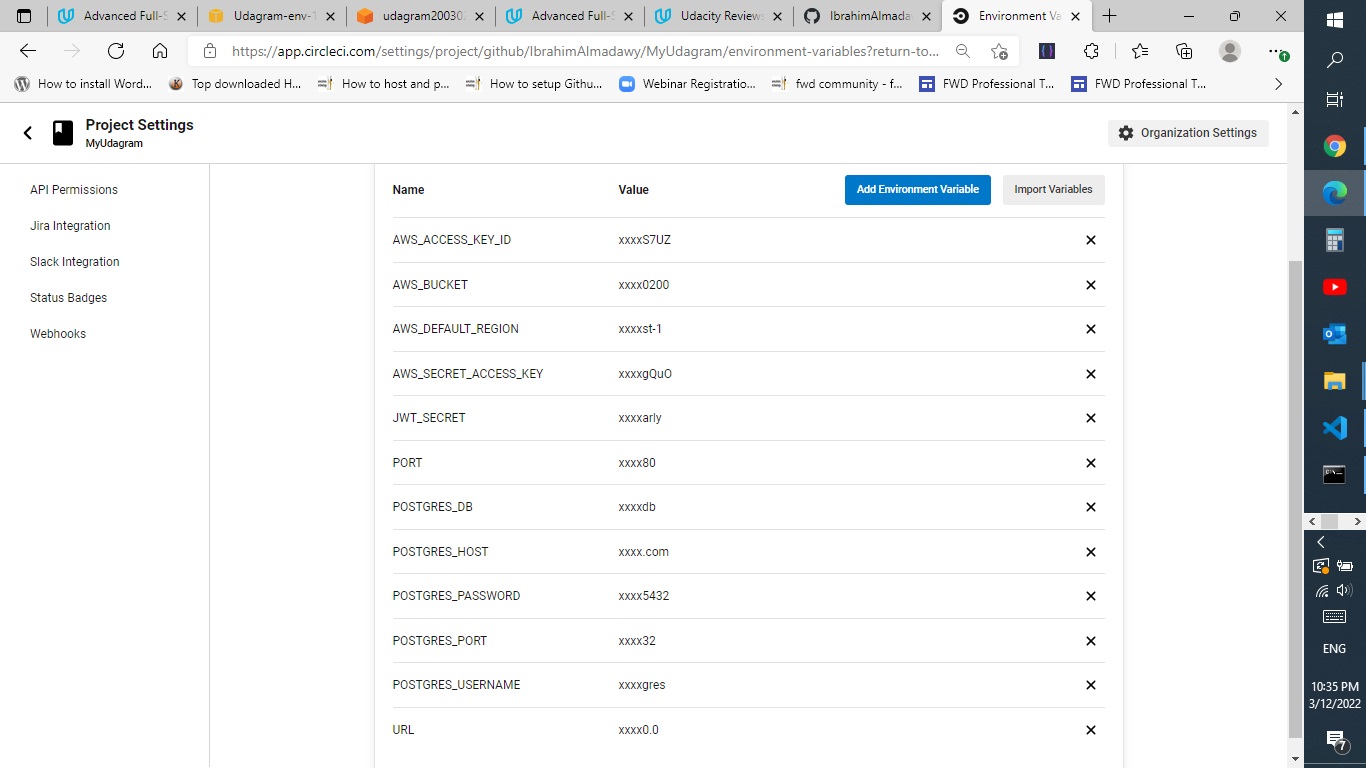 Advanced Full-S
Udagram-env-1
udagram20030
Advanced Full-S
Udacity Review
IbrahimAlmada
Environment Va
https://app.circleci.com/settings/project/github/IbrahimAlmadawy/MyUdagram/environment-variables?return-to...
How to install Word...
Top downloaded H...
How to host and p...
How to setup Githu...
Webinar Registratio...
fwd community - f...
FWD Professional T...
FWD Professional T...
Project Settings
MyUdagram
Organization Settings
API Permissions
Jira Integration
Slack Integration
Status Badges
Webhooks
Name Value Add Environment Variable Import Variables
AWS_ACCESS_KEY_ID xxxxS7UZ
AWS_BUCKET xxxx0200
AWS_DEFAULT_REGION xxxxst-1
AWS_SECRET_ACCESS_KEY xxxxgQuO
JWT_SECRET xxxxarly
PORT xxxx80
POSTGRES_DB xxxxdb
POSTGRES_HOST xxxx.com
POSTGRES_PASSWORD xxxx5432
POSTGRES_PORT xxxx32
POSTGRES_USERNAME xxxxgres
URL xxxx0.0
ENG
10:35 PM
3/12/2022
7